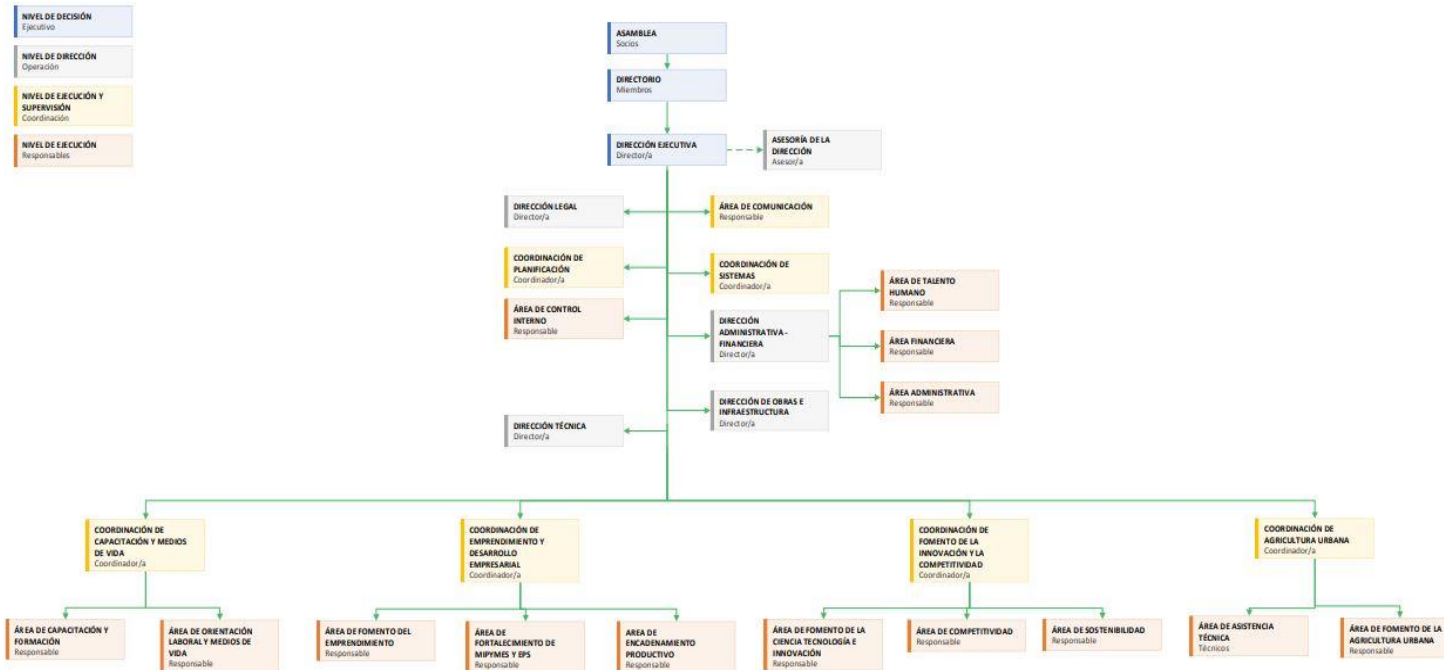 NIVEL DE DECISIÓN
Ejecutivo
NIVEL DE DIRECCIÓN
Operación
NIVEL DE EJECUCIÓN Y
SUPERVISIÓN
Coordinación
NIVEL DE EJECUCIÓN
Responsables
ASAMBLEA
Socios
DIRECTORIO
Miembros
DIRECCIÓN EJECUTIVA
Director/a
ASESORÍA DE LA
DIRECCIÓN
Asesor/a
DIRECCIÓN LEGAL
Director/a
ÁREA DE COMUNICACIÓN
Responsable
COORDINACIÓN DE
PLANIFICACIÓN
Coordinador/a
COORDINACIÓN DE
SISTEMAS
Coordinador/a
ÁREA DE CONTROL
INTERNO
Responsable
DIRECCIÓN
ADMINISTRATIVA -
FINANCIERA
Director/a
ÁREA DE TALENTO
HUMANO
Responsable
ÁREA FINANCIERA
Responsable
ÁREA ADMINISTRATIVA
Responsable
DIRECCIÓN DE OBRAS E
INFRAESTRUCTURA
Director/a
DIRECCIÓN TÉCNICA
Director/a
COORDINACIÓN DE
CAPACITACIÓN Y MEDIOS
DE VIDA
Coordinador/a
COORDINACIÓN DE
EMPRENDIMIENTO Y
DESARROLLO
EMPRESARIAL
Coordinador/a
COORDINACIÓN DE
FOMENTO DE LA
INNOVACIÓN Y LA
COMPETITIVIDAD
Coordinador/a
COORDINACIÓN DE
AGRICULTURA URBANA
Coordinador/a
ÁREA DE CAPACITACIÓN Y
FORMACIÓN
Responsable
ÁREA DE ORIENTACIÓN
LABORAL Y MEDIOS DE
VIDA
Responsable
ÁREA DE FOMENTO DEL
EMPRENDIMIENTO
Responsable
ÁREA DE
FORTALECIMIENTO DE
MIPYMES Y EPS
Responsable
AREA DE
ENCADENAMIENTO
PRODUCTIVO
Responsable
ÁREA DE FOMENTO DE LA
CIENCIA TECNOLOGÍA E
INNOVACIÓN
Responsable
ÁREA DE COMPETITIVIDAD
Responsable
ÁREA DE SOSTENIBILIDAD
Responsable
ÁREA DE ASISTENCIA
TÉCNICA
Técnicos
ÁREA DE FOMENTO DE LA
AGRICULTURA URBANA
Responsable